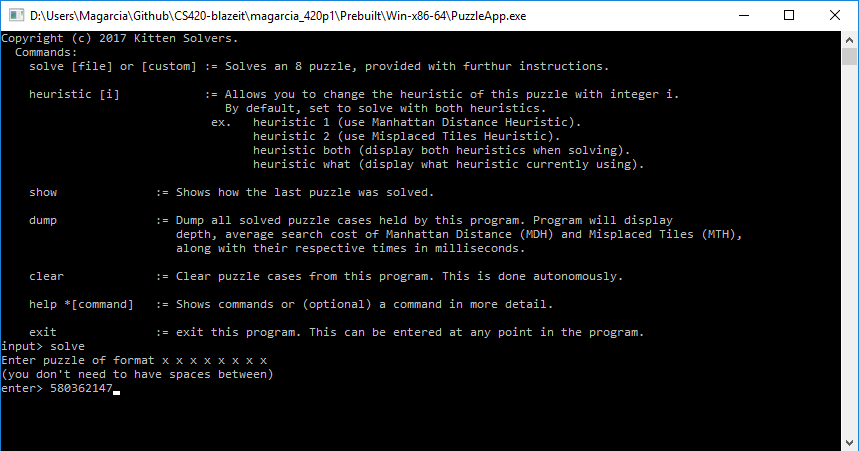 D:\Users\Magarcia\Github\CS420-blazeit\magarcia_420p1\Prebuilt\Win-x86-64\PuzzleApp.exe
Copyright (c) 2017 Kitten Solvers.
Commands:
solve [file] or [custom] := Solves an 8 puzzle, provided with furthur instructions.
heuristic [i] := Allows you to change the heuristic of this puzzle with integer i.
By default, set to solve with both heuristics.
ex. heuristic 1 (use Manhattan Distance Heuristic).
heuristic 2 (use Misplaced Tiles Heuristic).
heuristic both (display both heuristics when solving).
heuristic what (display what heuristic currently using).
show := Shows how the last puzzle was solved.
dump := Dump all solved puzzle cases held by this program. Program will display
depth, average search cost of Manhattan Distance (MDH) and Misplaced Tiles (MTH),
along with their respective times in milliseconds.
clear := Clear puzzle cases from this program. This is done autonomously.
help *[command] := Shows commands or (optional) a command in more detail.
exit := exit this program. This can be entered at any point in the program.
input> solve
Enter puzzle of format x x x x x x x x
(you don't need to have spaces between)
enter> 580362147